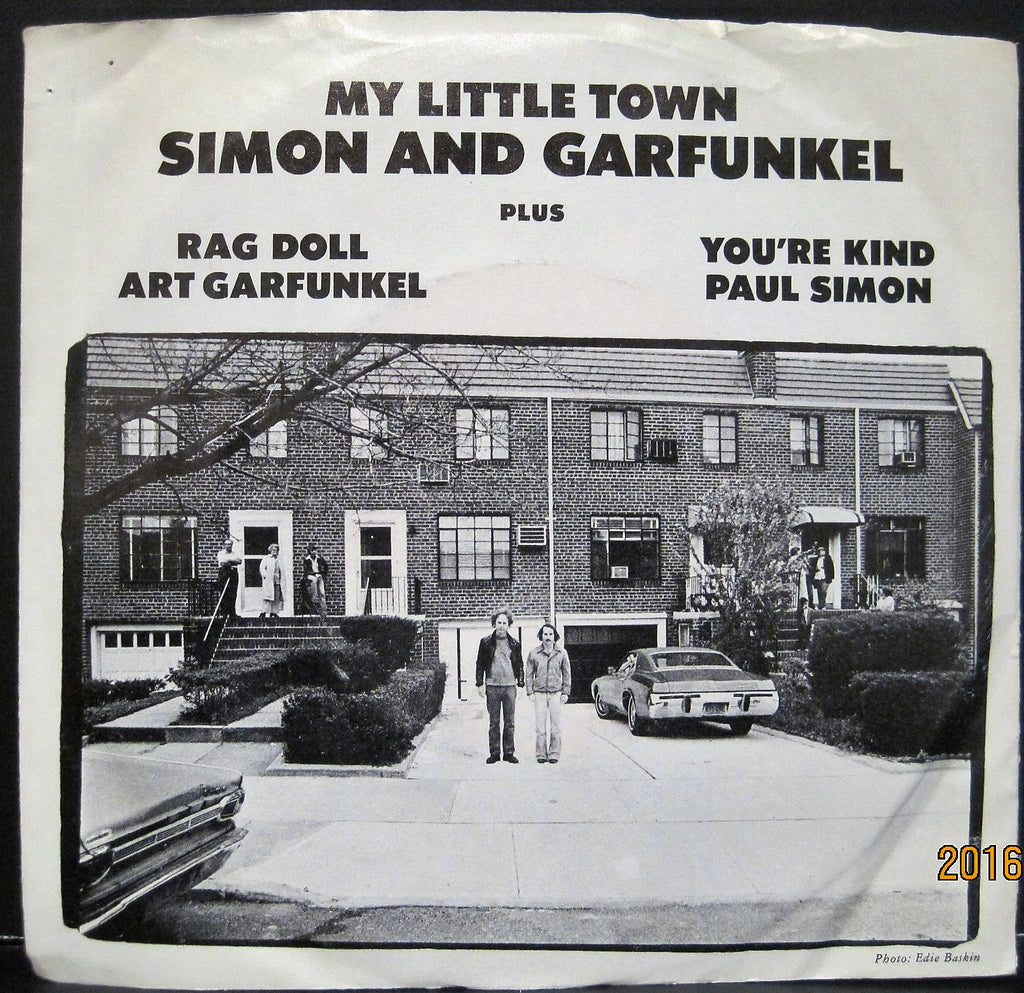 MY LITTLE TOWN
SIMON AND GARFUNKEL
PLUS
RAG DOLL
ART GARFUNKEL
YOU'RE KIND
PAUL SIMON
2016
Photo: Edie Baskin